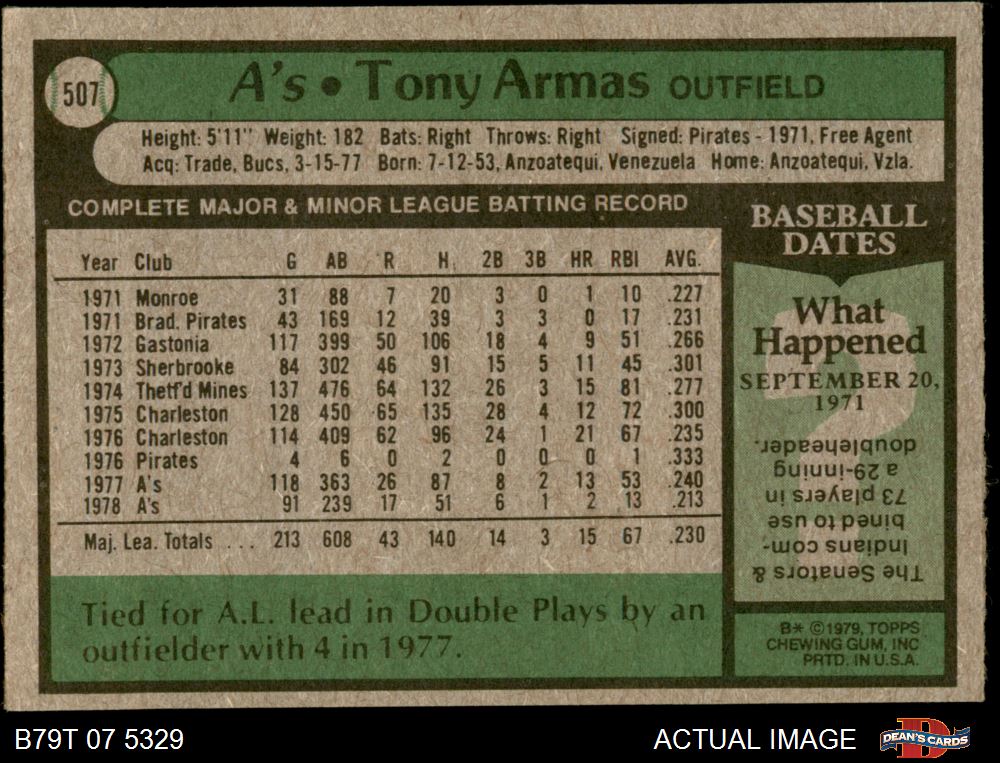 507
A's • Tony Armas OUTFIELD
Height: 5'11" Weight: 182 Bats: Right Throws: Right Signed: Pirates - 1971, Free Agent
Acq: Trade, Bucs, 3-15-77 Born: 7-12-53, Anzoatequi, Venezuela Home: Anzoatequi, Vzla.
COMPLETE MAJOR & MINOR LEAGUE BATTING RECORD
Year Club G AB R H 2B 3B HR RBI AVG.
1971 Monroe 31 88 7 20 3 0 1 10 .227
1971 Brad. Pirates 43 169 12 39 3 3 0 17 .231
1972 Gastonia 117 399 50 106 18 4 9 51 .266
1973 Sherbrooke 84 302 46 91 15 5 11 45 .301
1974 Thetf'd Mines 137 476 64 132 26 3 15 81 .277
1975 Charleston 128 450 65 135 28 4 12 72 .300
1976 Charleston 114 409 62 96 24 1 21 67 .235
1976 Pirates 4 6 0 2 0 0 0 1 .333
1977 A's 118 363 26 87 8 2 13 53 .240
1978 A's 91 239 17 51 6 1 2 13 .213
Maj. Lea. Totals ... 213 608 43 140 14 3 15 67 .230
Tied for A.L. lead in Double Plays by an
outfielder with 4 in 1977.
BASEBALL
DATES
What
Happened
SEPTEMBER 20,
1971
The Senators &
Indians com-
bined to use
73 players in
a 29-inning
doubleheader.
B* ©1979, TOPPS
CHEWING GUM, INC
PRTD. IN U.S.A.
B79T 07 5329
ACTUAL IMAGE
D
DEAN'S CARDS